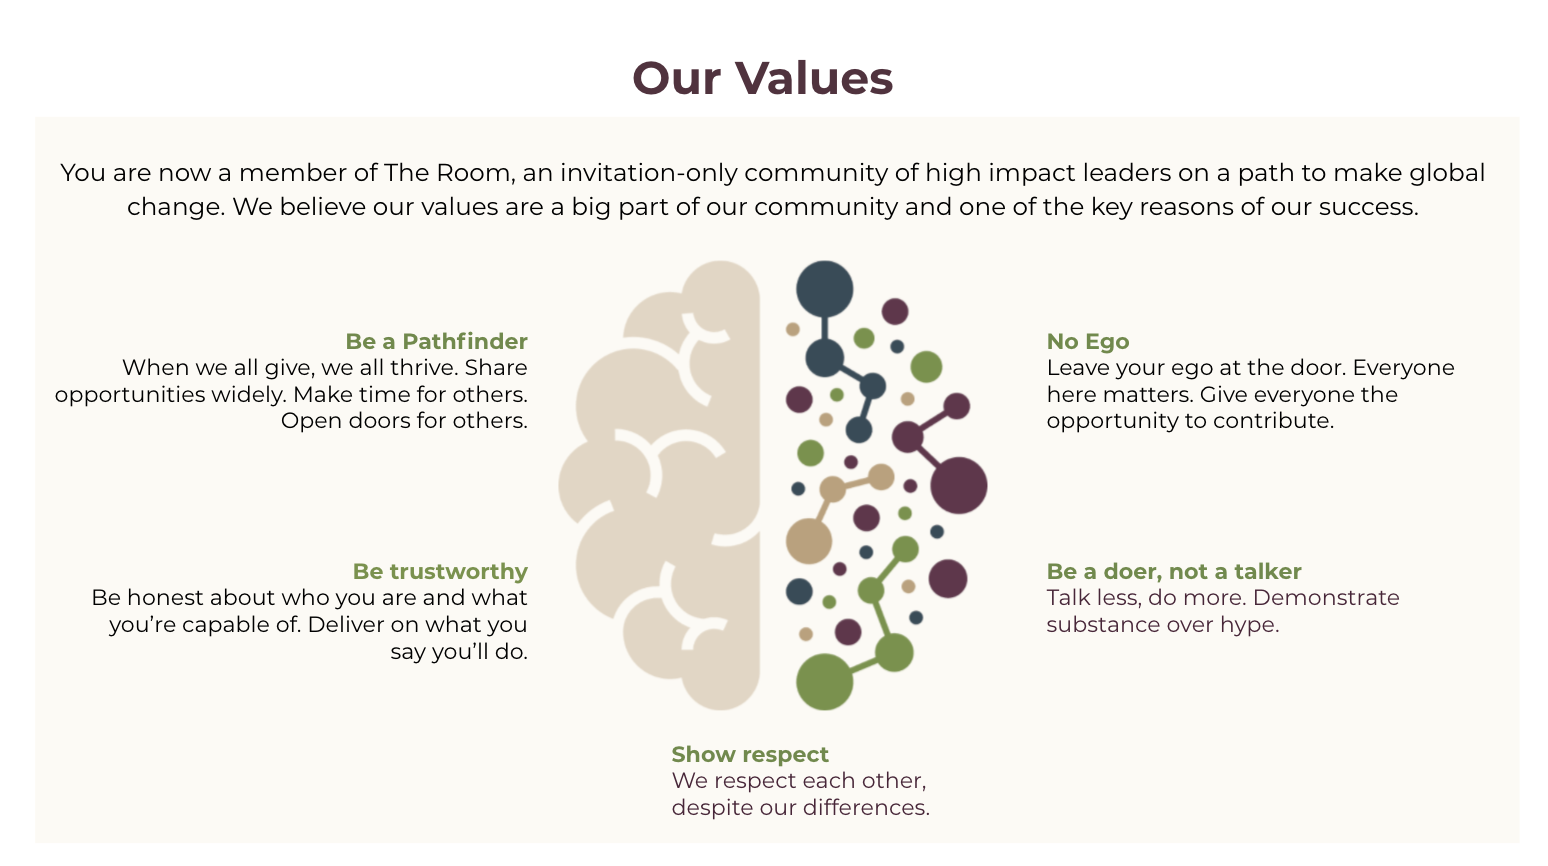 Our Values
You are now a member of The Room, an invitation-only community of high impact leaders on a path to make global
change. We believe our values are a big part of our community and one of the key reasons of our success.
Be a Pathfinder
When we all give, we all thrive. Share
opportunities widely. Make time for others.
Open doors for others.
No Ego
Leave your ego at the door. Everyone
here matters. Give everyone the
opportunity to contribute.
Be trustworthy
Be honest about who you are and what
you’re capable of. Deliver on what you
say you’ll do.
Be a doer, not a talker
Talk less, do more. Demonstrate
substance over hype.
Show respect
We respect each other,
despite our differences.